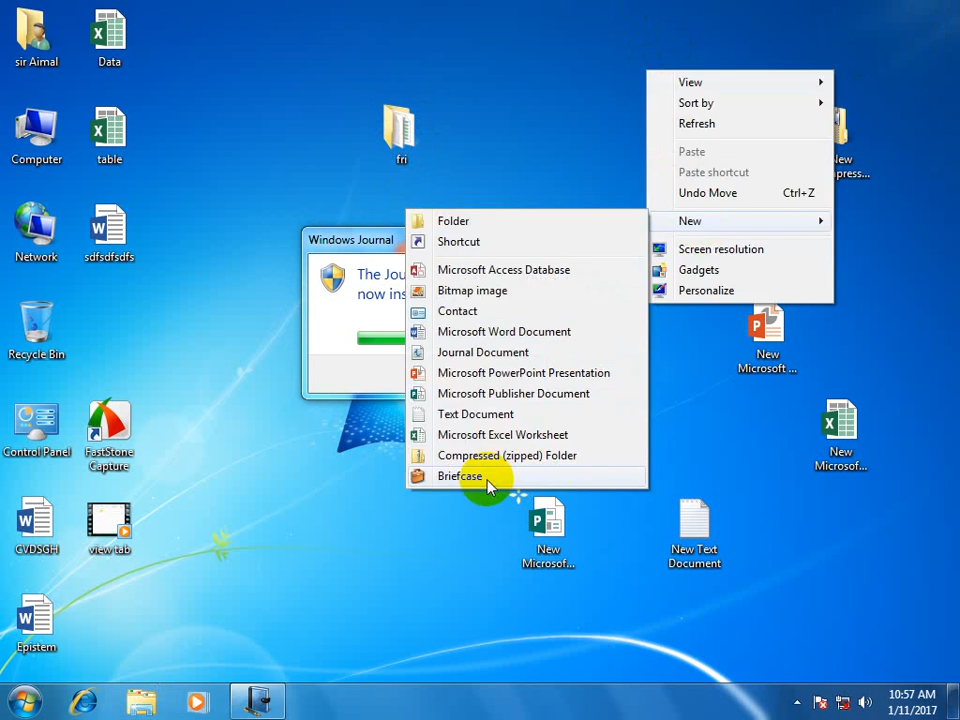 sir Aimal
Data
Computer
table
fri
Network
sdfsdfsdfs
Recycle Bin
Control Panel
FastStone
Capture
CVDSGH
view tab
Epistem
Windows Journal
The Jou
now ins
Folder
Shortcut
Microsoft Access Database
Bitmap image
Contact
Microsoft Word Document
Journal Document
Microsoft PowerPoint Presentation
Microsoft Publisher Document
Text Document
Microsoft Excel Worksheet
Compressed (zipped) Folder
Briefcase
View
Sort by
Refresh
Paste
Paste shortcut
Undo Move Ctrl+Z
New
Screen resolution
Gadgets
Personalize
New
mpress...
New
Microsoft ...
New
Microsof...
New
Microsof...
New Text
Document
10:57 AM
1/11/2017